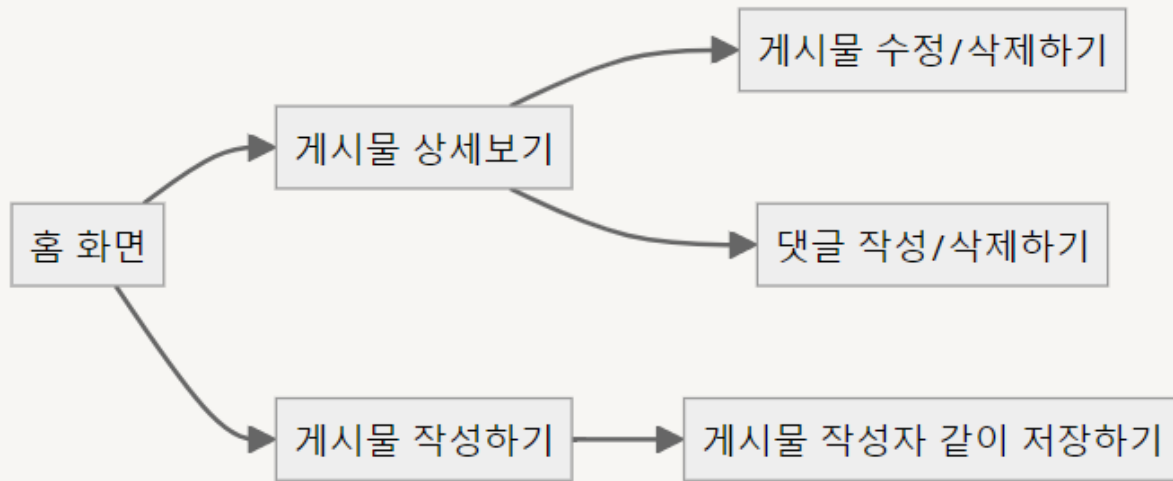 게시물 수정/삭제하기
게시물 상세보기
홈 화면
댓글 작성/삭제하기
게시물 작성하기
게시물 작성자 같이 저장하기